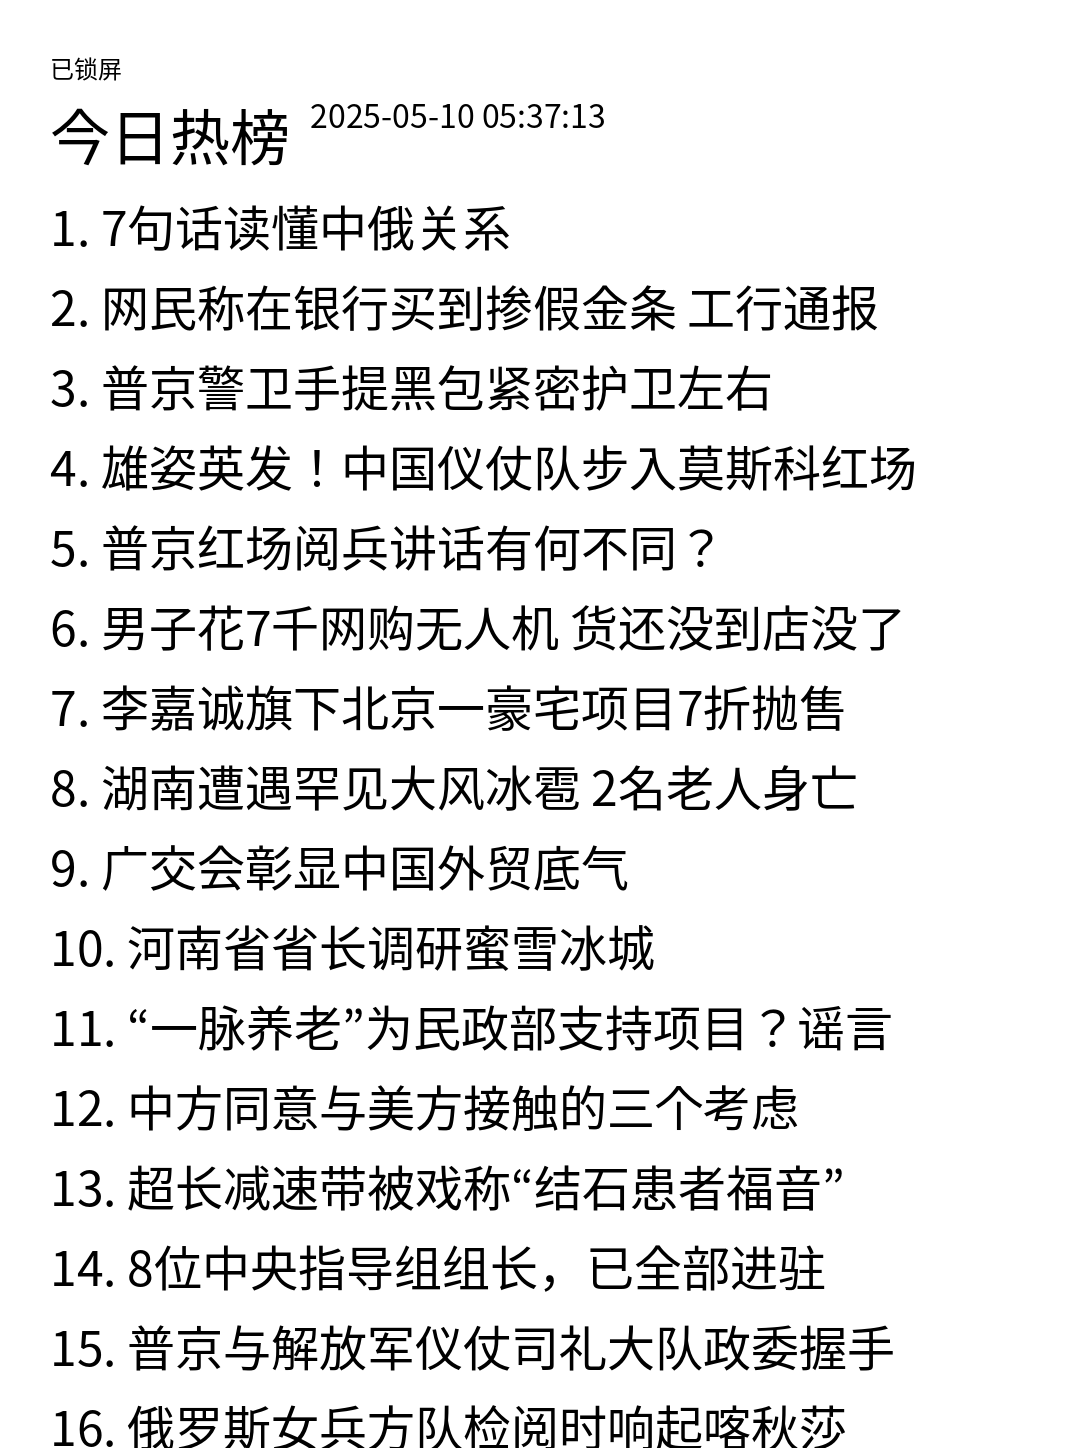 已锁屏
今日热榜 2025-05-10 05:37:13
1. 7句话读懂中俄关系
2. 网民称在银行买到掺假金条 工行通报
3. 普京警卫手提黑包紧密护卫左右
4. 雄姿英发！中国仪仗队步入莫斯科红场
5. 普京红场阅兵讲话有何不同？
6. 男子花7千网购无人机 货还没到店没了
7. 李嘉诚旗下北京一豪宅项目7折抛售
8. 湖南遭遇罕见大风冰雹 2名老人身亡
9. 广交会彰显中国外贸底气
10. 河南省省长调研蜜雪冰城
11. “一脉养老”为民政部支持项目？谣言
12. 中方同意与美方接触的三个考虑
13. 超长减速带被戏称“结石患者福音”
14. 8位中央指导组组长，已全部进驻
15. 普京与解放军仪仗司礼大队政委握手
16. 俄罗斯女兵方队检阅时响起喀秋莎